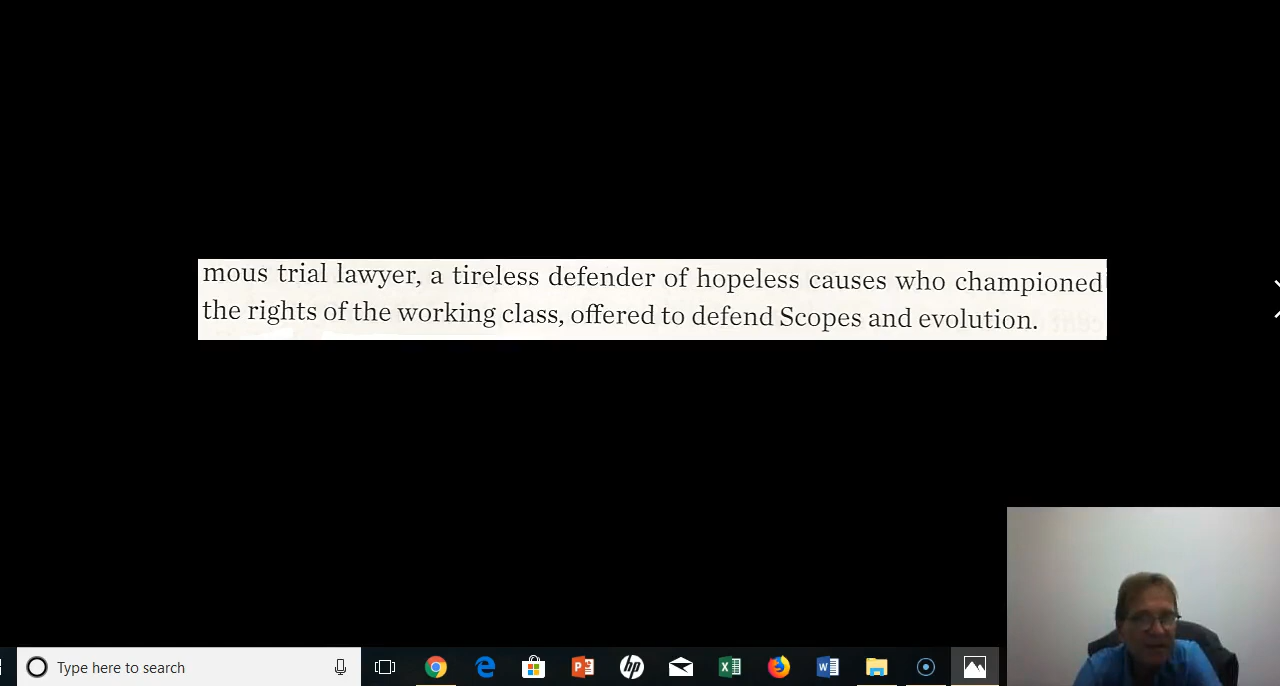 mous trial lawyer, a tireless defender of hopeless causes who championed
the rights of the working class, offered to defend Scopes and evolution.
Type here to search
hp